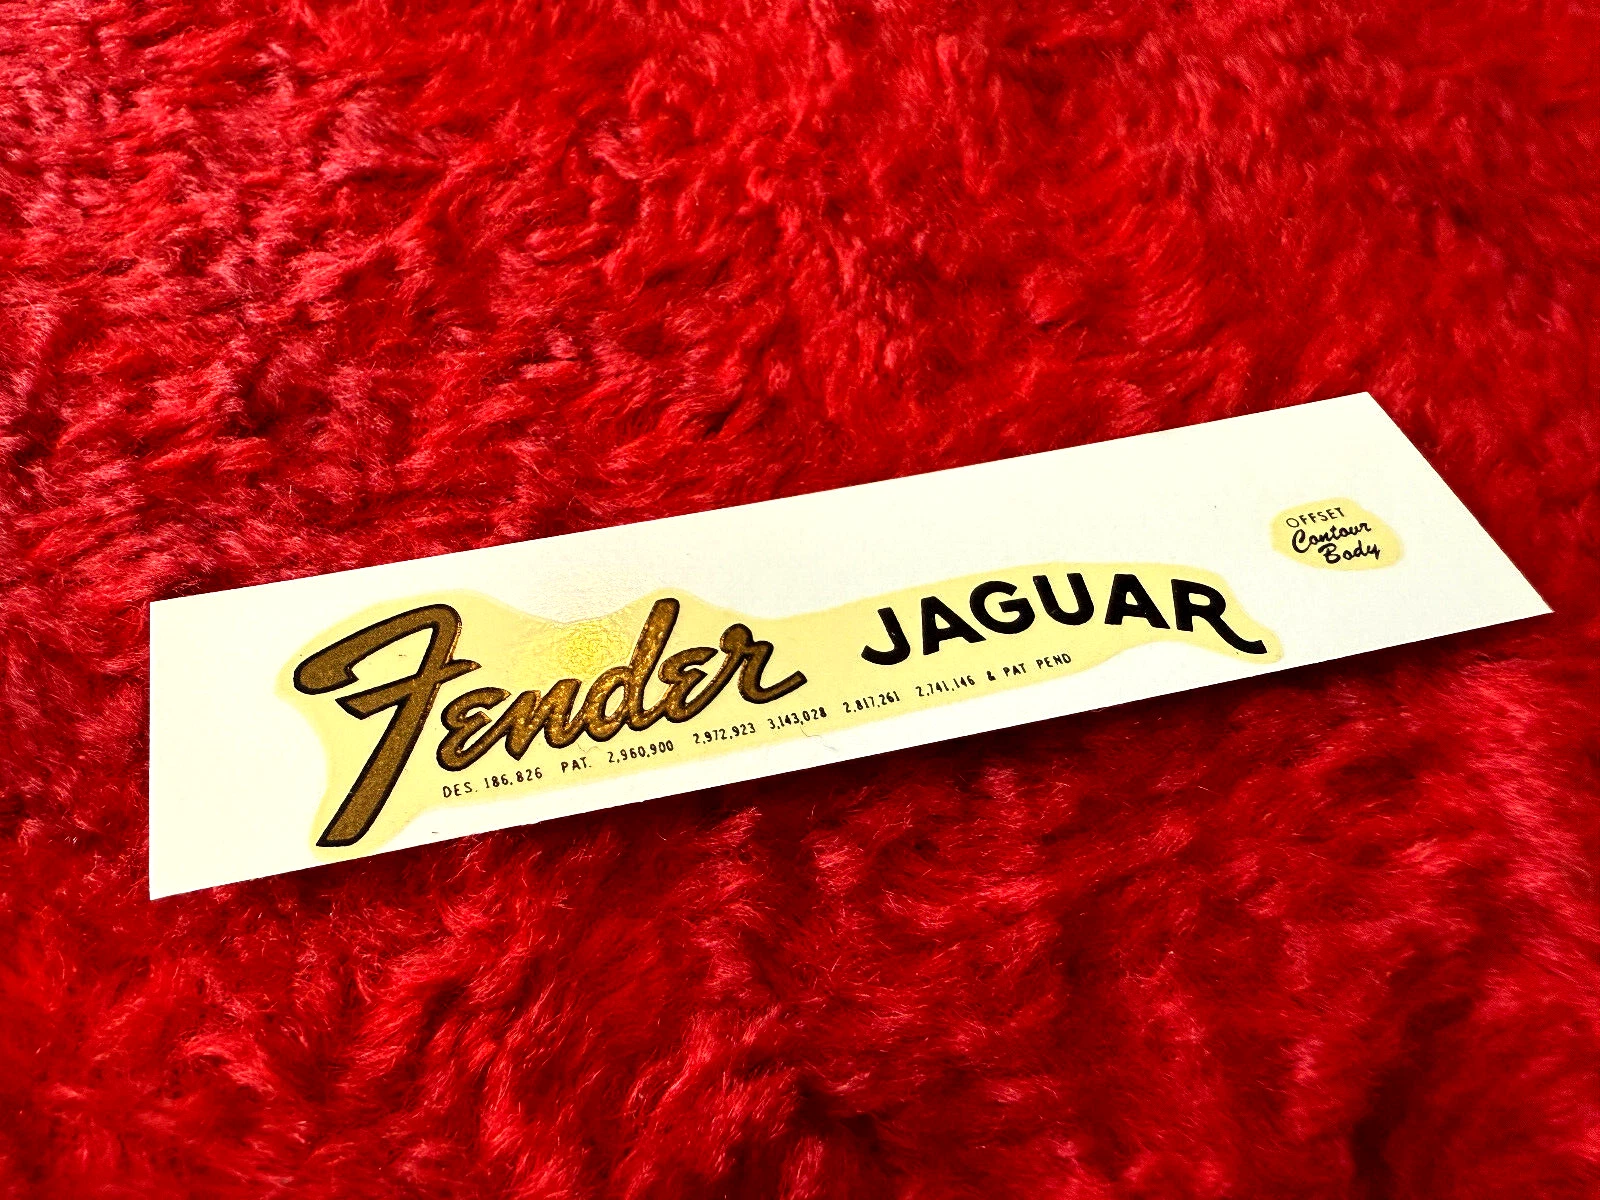 Fender JAGUAR
DES. 186,826 PAT. 2,960,900 2,972,923 3,143,028 2,817,261 2,741,146 & PAT PEND
OFFSET
Contour
Body